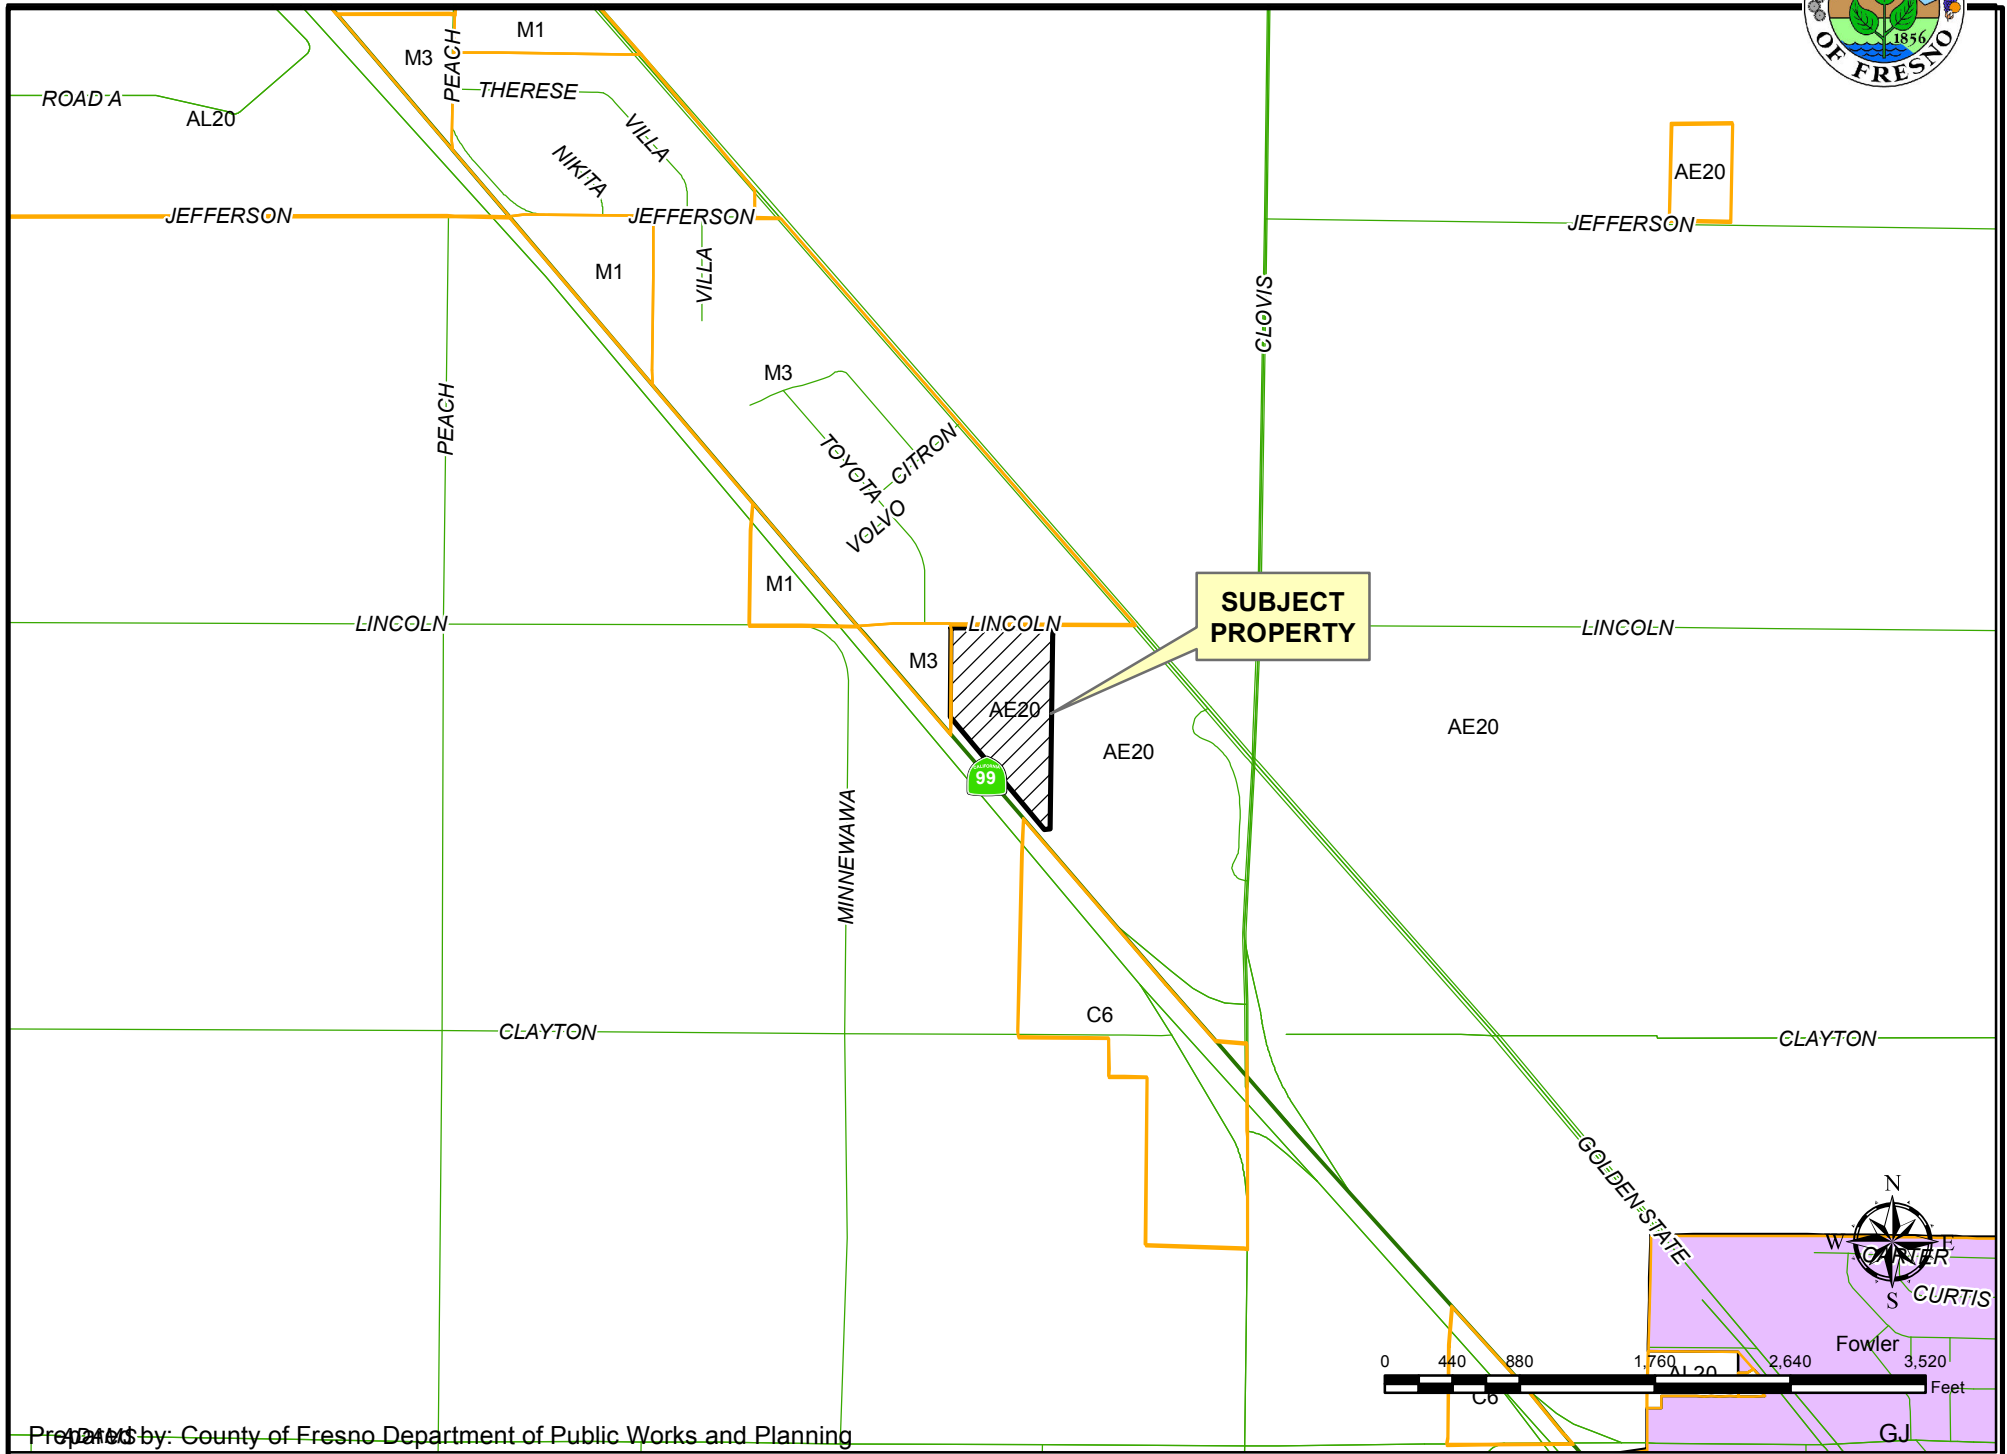 1856
OF FRESNO
M1
M3
PEACH
ROAD A
AL20
THERESE
VILLA
NIKITA
AE20
JEFFERSON
JEFFERSON
JEFFERSON
M1
VILLA
CLOVIS
M3
PEACH
TOYOTA
CITRON
VOLVO
M1
SUBJECT
PROPERTY
LINCOLN
LINCOLN
LINCOLN
M3
AE20
AE20
AE20
CALIFORNIA
99
MINNEWAWA
C6
CLAYTON
CLAYTON
GOLDEN STATE
N
W E
S
CARTER
CURTIS
Fowler
0 440 880 1,760 2,640 3,520
Feet
AL20
C6
GJ
ADAMS
Prepared by: County of Fresno Department of Public Works and Planning